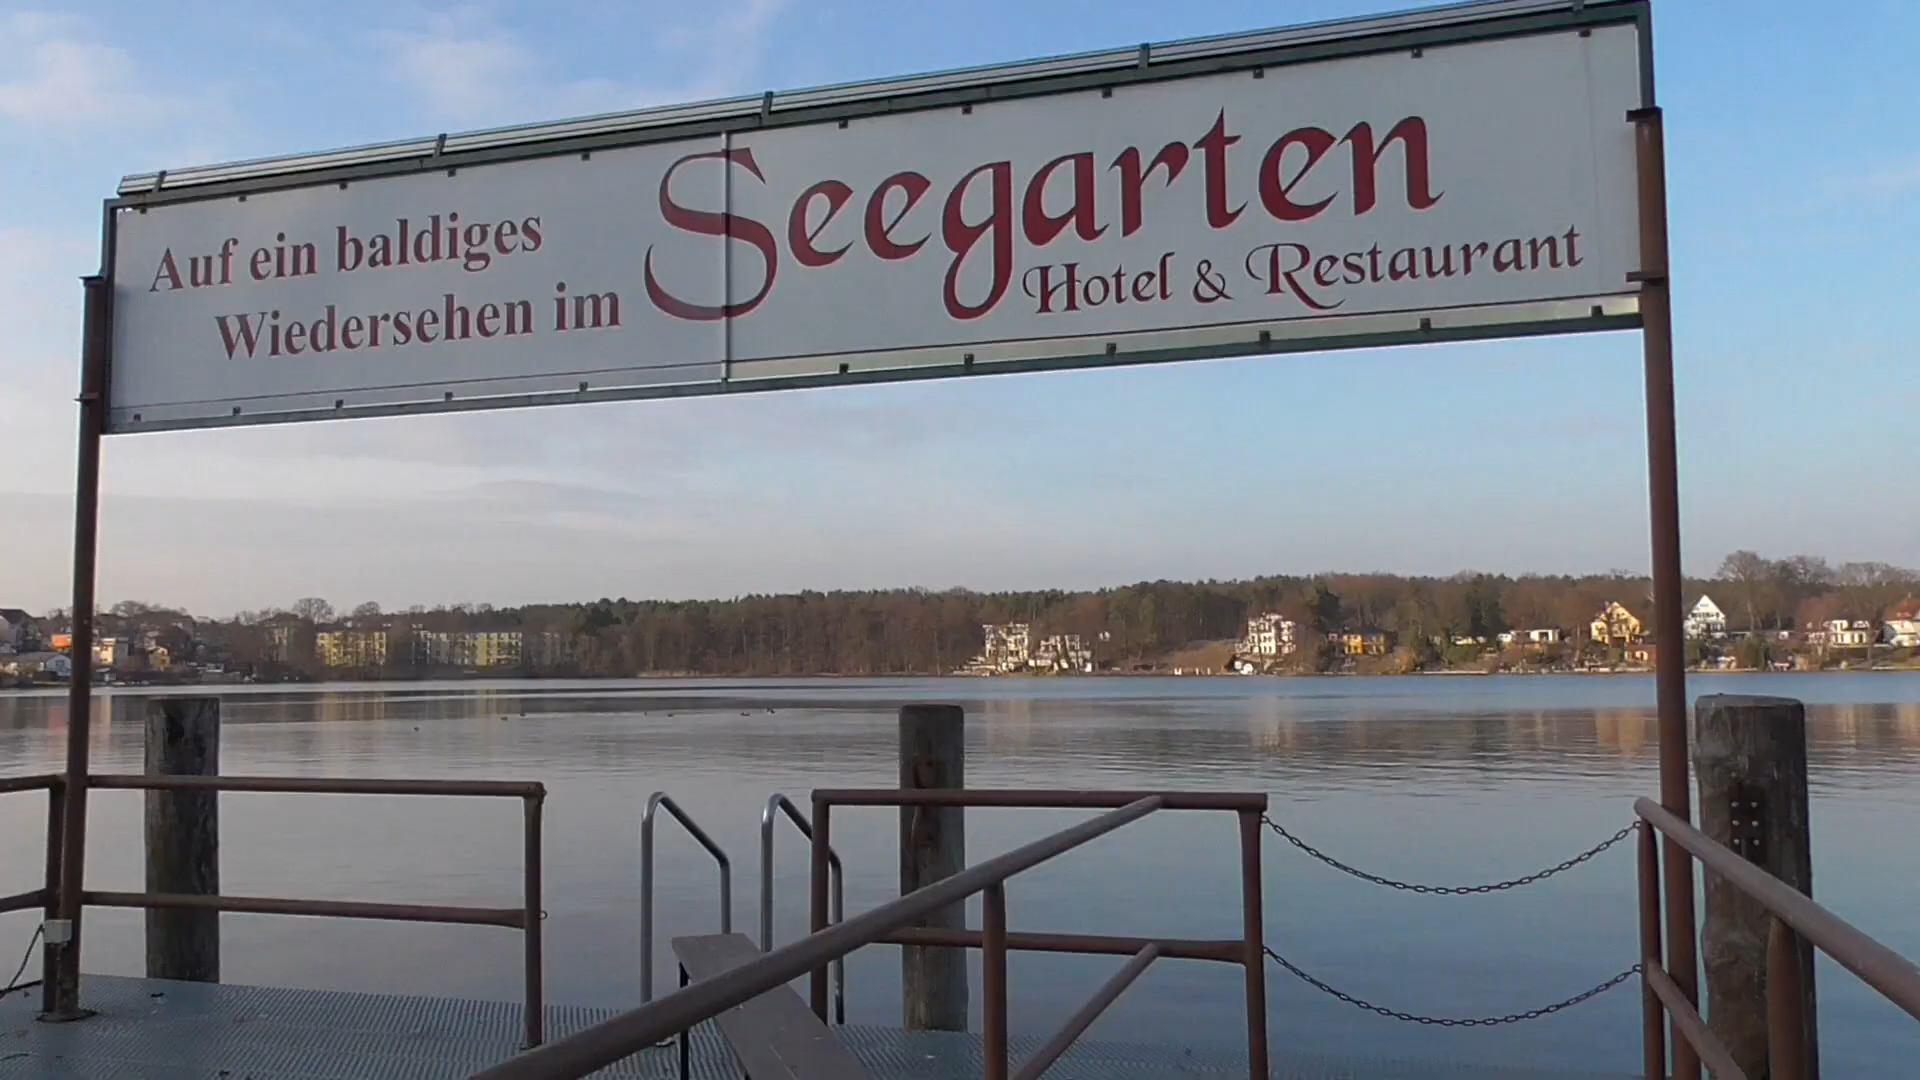 Auf ein baldiges
Wiedersehen im
Seegarten
Hotel & Restaurant